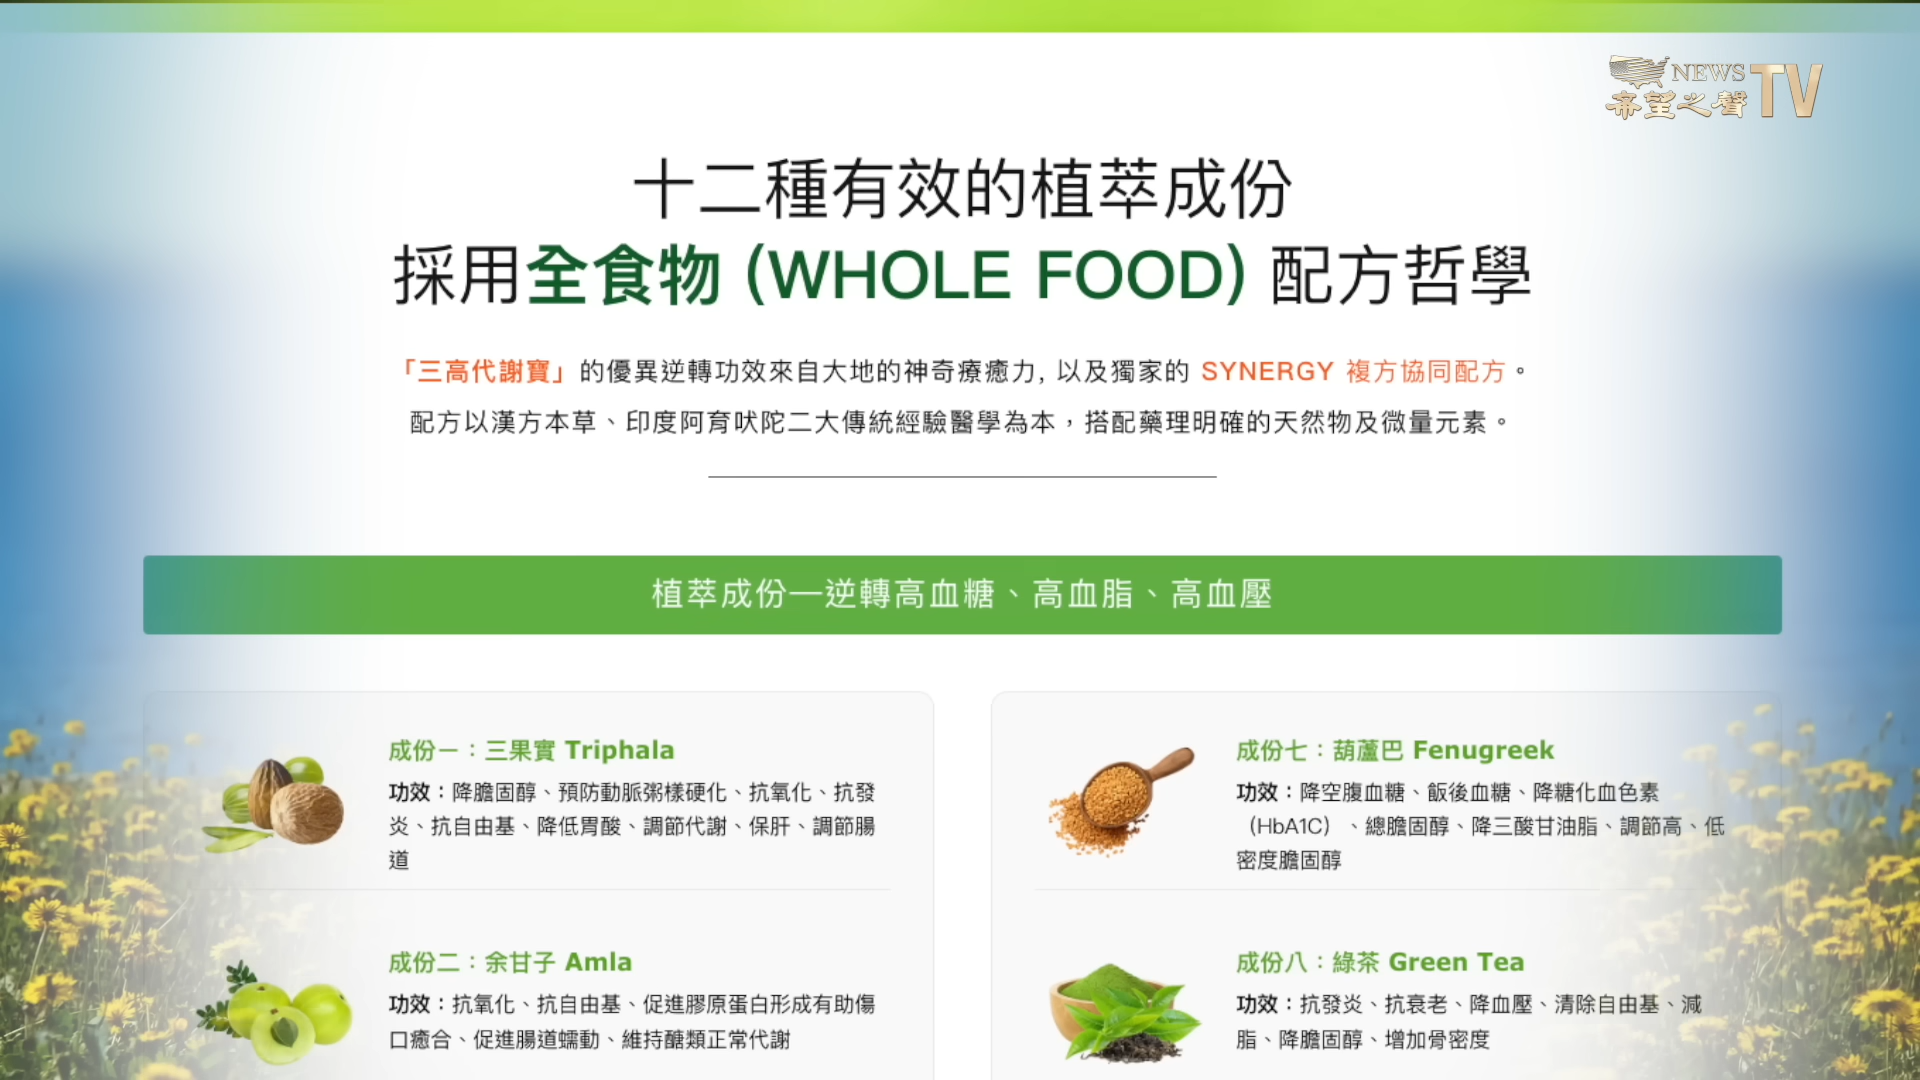 NEWS
希望之聲TV
十二種有效的植萃成份
採用全食物 (WHOLE FOOD) 配方哲學
「三高代謝寶」的優異逆轉功效來自大地的神奇療癒力, 以及獨家的 SYNERGY 複方協同配方。
配方以漢方本草、印度阿育吠陀二大傳統經驗醫學為本，搭配藥理明確的天然物及微量元素。
植萃成份—逆轉高血糖、高血脂、高血壓
成份一：三果實 Triphala
功效：降膽固醇、預防動脈粥樣硬化、抗氧化、抗發
炎、抗自由基、降低胃酸、調節代謝、保肝、調節腸
道
成份二：余甘子 Amla
功效：抗氧化、抗自由基、促進膠原蛋白形成有助傷
口癒合、促進腸道蠕動、維持醣類正常代謝
成份七：葫蘆巴 Fenugreek
功效：降空腹血糖、飯後血糖、降糖化血色素
（HbA1C）、總膽固醇、降三酸甘油脂、調節高、低
密度膽固醇
成份八：綠茶 Green Tea
功效：抗發炎、抗衰老、降血壓、清除自由基、減
脂、降膽固醇、增加骨密度